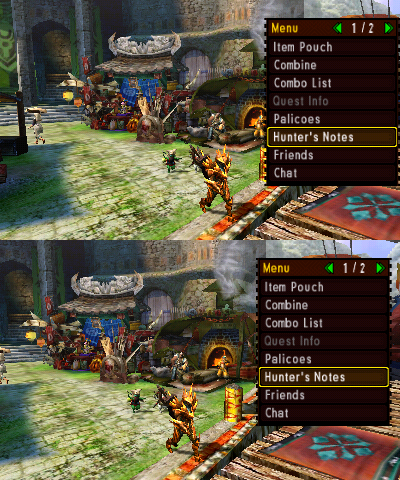 Menu 1/2
Item Pouch
Combine
Combo List
Quest Info
Palicoes
Hunter's Notes
Friends
Chat
Menu 1/2
Item Pouch
Combine
Combo List
Quest Info
Palicoes
Hunter's Notes
Friends
Chat